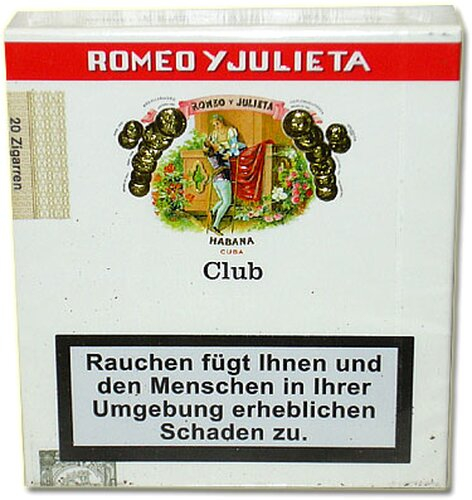 ROMEO Y JULIETA
ROMEO Y JULIETA
20 Zigarren
HABANA
CUBA
Club
Rauchen fügt Ihnen und
den Menschen in Ihrer
Umgebung erheblichen
Schaden zu.